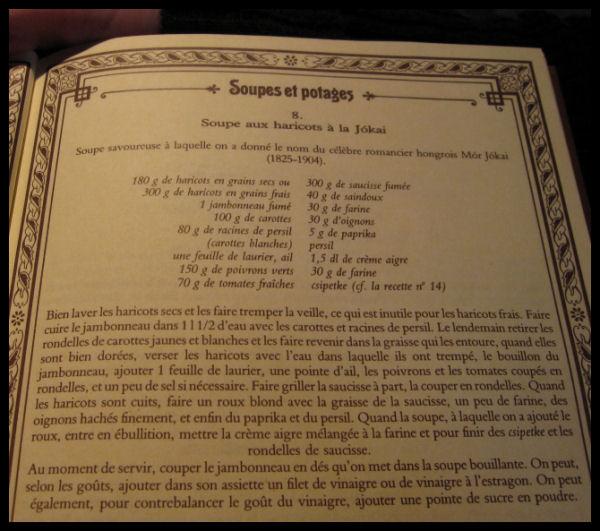 Soupes et potages
8.
Soupe aux haricots à la Jókai
Soupe savoureuse à laquelle on a donné le nom du célèbre romancier hongrois Mór Jókai
(1825-1904).
180 g de haricots en grains secs ou
300 g de haricots en grains frais
1 jambonneau fumé
100 g de carottes
80 g de racines de persil
(carottes blanches)
une feuille de laurier, ail
150 g de poivrons verts
70 g de tomates fraîches
300 g de saucisse fumée
40 g de saindoux
30 g de farine
30 g d'oignons
5 g de paprika
persil
1,5 dl de crème aigre
30 g de farine
csipetke (cf. la recette n° 14)
Bien laver les haricots secs et les faire tremper la veille, ce qui est inutile pour les haricots frais. Faire
cuire le jambonneau dans 1 l 1/2 d'eau avec les carottes et racines de persil. Le lendemain retirer les
rondelles de carottes jaunes et blanches et les faire revenir dans la graisse qui les entoure, quand elles
sont bien dorées, verser les haricots avec l'eau dans laquelle ils ont trempé, le bouillon du
jambonneau, ajouter 1 feuille de laurier, une pointe d'ail, les poivrons et les tomates coupés en
rondelles, et un peu de sel si nécessaire. Faire griller la saucisse à part, la couper en rondelles. Quand
les haricots sont cuits, faire un roux blond avec la graisse de la saucisse, un peu de farine, des
oignons hachés finement, et enfin du paprika et du persil. Quand la soupe, à laquelle on a ajouté le
roux, entre en ébullition, mettre la crème aigre mélangée à la farine et pour finir des csipetke et les
rondelles de saucisse.
Au moment de servir, couper le jambonneau en dés qu'on met dans la soupe bouillante. On peut,
selon les goûts, ajouter dans son assiette un filet de vinaigre ou de vinaigre à l'estragon. On peut
également, pour contrebalancer le goût du vinaigre, ajouter une pointe de sucre en poudre.